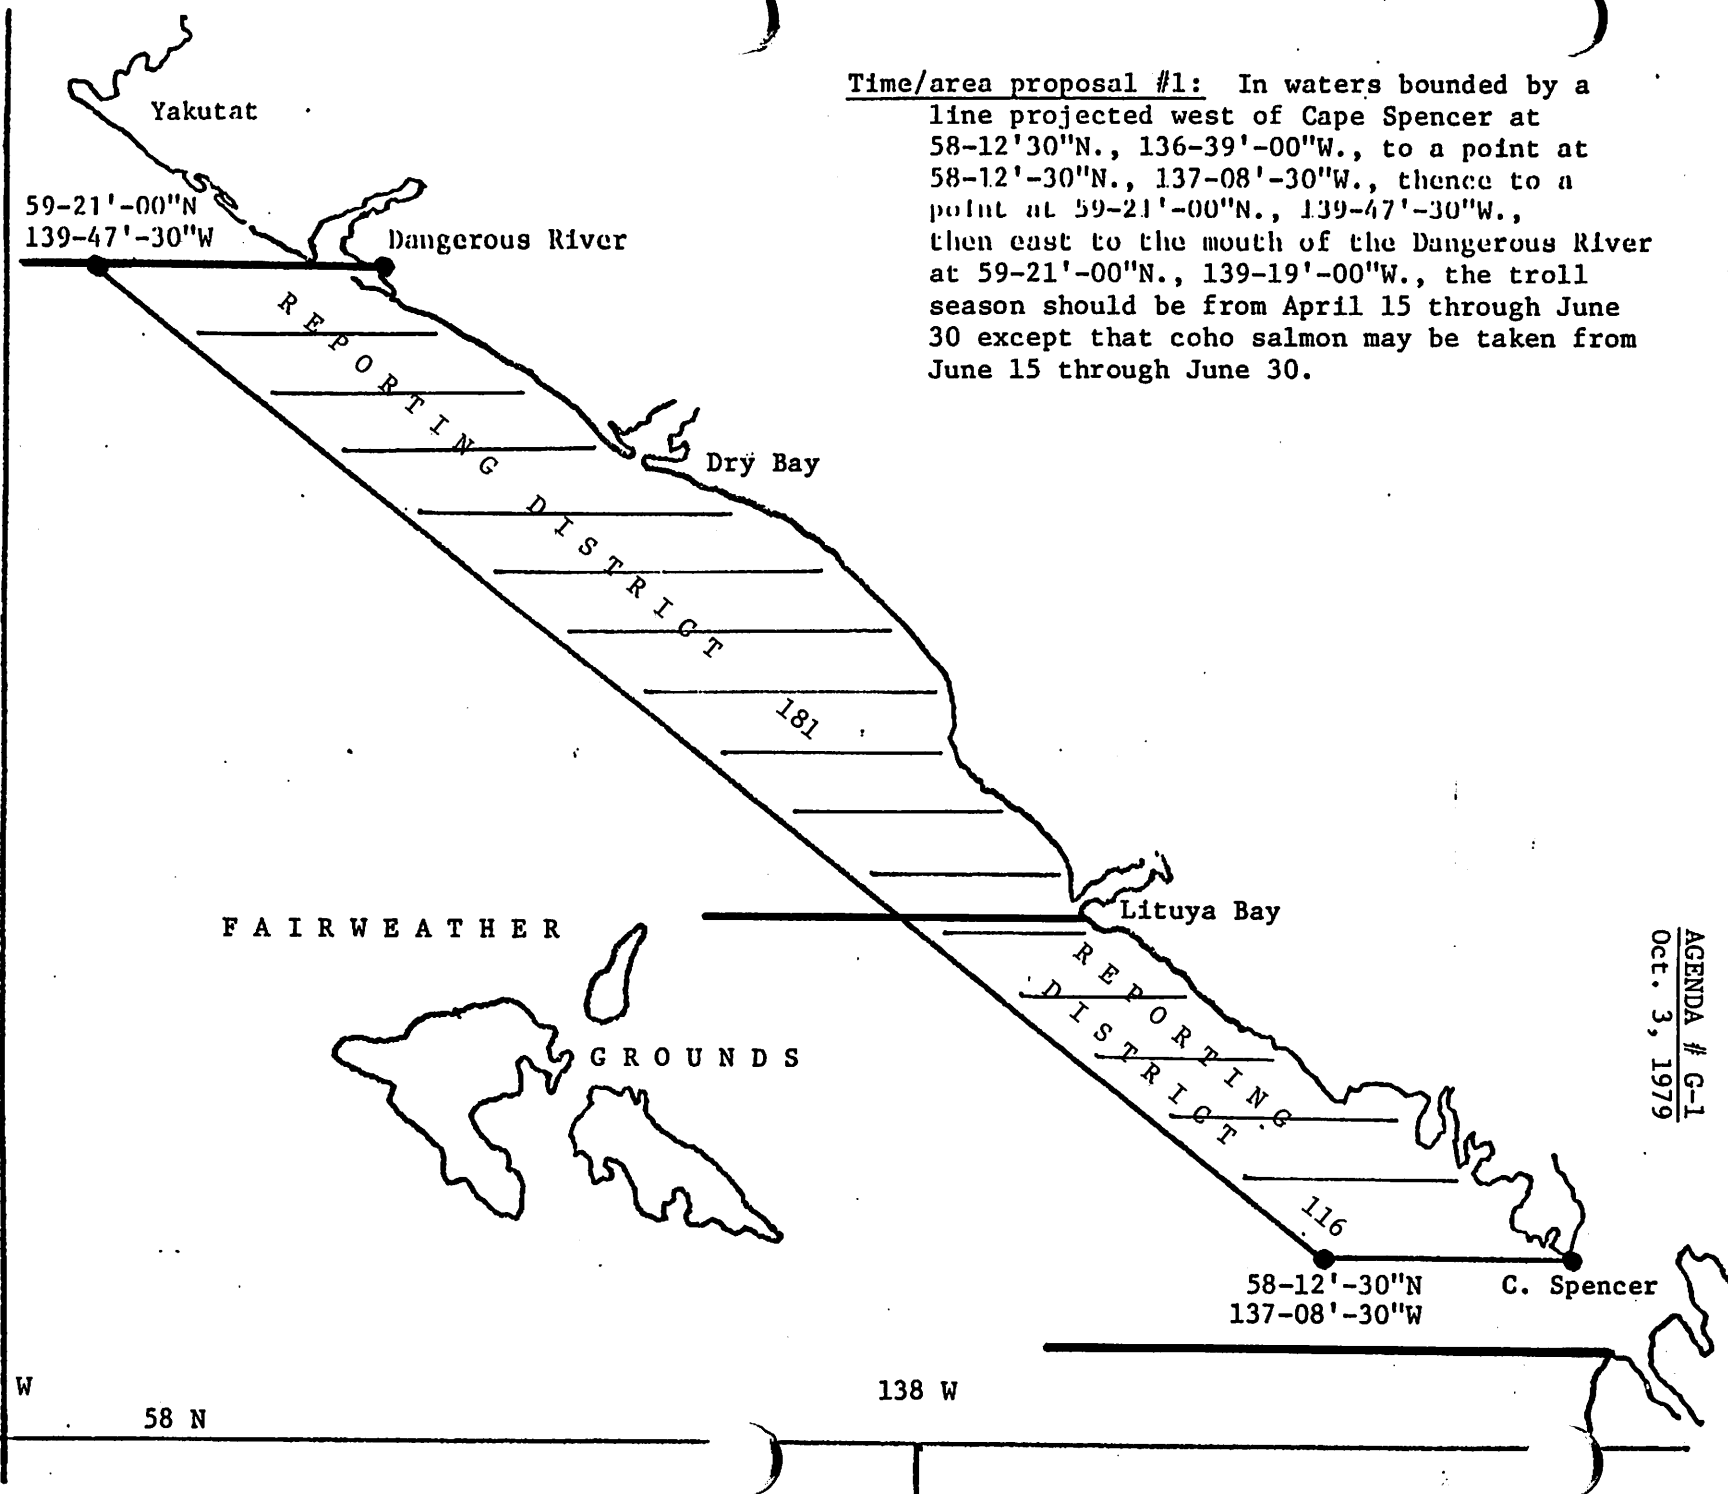 Time/area proposal #1: In waters bounded by a
line projected west of Cape Spencer at
58-12'30"N., 136-39'-00"W., to a point at
58-12'-30"N., 137-08'-30"W., thence to a
point at 59-21'-00"N., 139-47'-30"W.,
then east to the mouth of the Dangerous River
at 59-21'-00"N., 139-19'-00"W., the troll
season should be from April 15 through June
30 except that coho salmon may be taken from
June 15 through June 30.
Yakutat
59-21'-00"N
139-47'-30"W
Dangerous River
REPORTING DISTRICT
181
Dry Bay
Lituya Bay
FAIRWEATHER
GROUNDS
REPORTING
DISTRICT
116
AGENDA # G-1
Oct. 3, 1979
58-12'-30"N
137-08'-30"W
C. Spencer
W
138 W
58 N